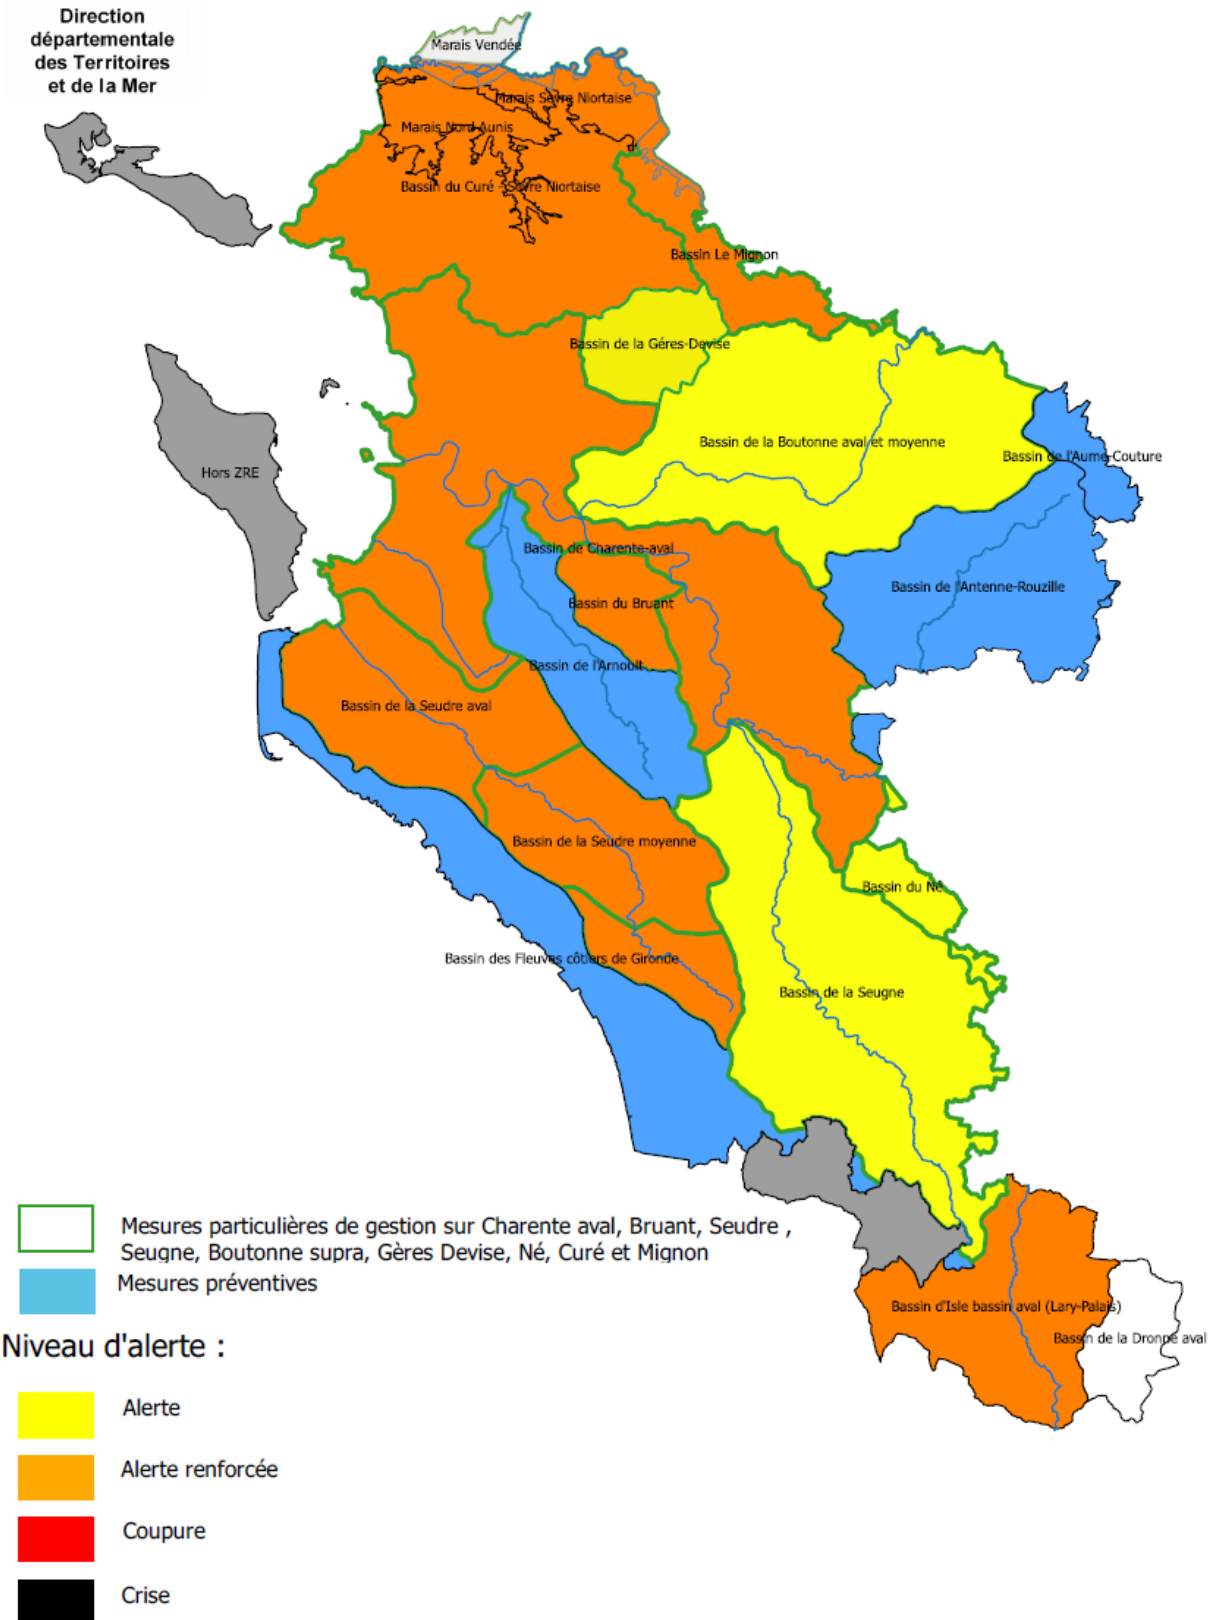 Direction
départementale
des Territoires
et de la Mer
Marais Vendée
Marais Sèvre Niortaise
Marais Nord Aunis
Bassin du Curé - Sèvre Niortaise
Bassin Le Mignon
Bassin de la Géres-Devise
Bassin de la Boutonne aval et moyenne
Bassin de l'Aume-Couture
Hors ZRE
Bassin de Charente-aval
Bassin de l'Antenne-Rouzille
Bassin du Bruant
Bassin de l'Arnoult
Bassin de la Seudre aval
Bassin de la Seudre moyenne
Bassin du Né
Bassin des Fleuves côtiers de Gironde
Bassin de la Seugne
Mesures particulières de gestion sur Charente aval, Bruant, Seudre ,
Seugne, Boutonne supra, Gères Devise, Né, Curé et Mignon
Mesures préventives
Bassin d'Isle bassin aval (Lary-Palais)
Bassin de la Dronne aval
Niveau d'alerte :
Alerte
Alerte renforcée
Coupure
Crise